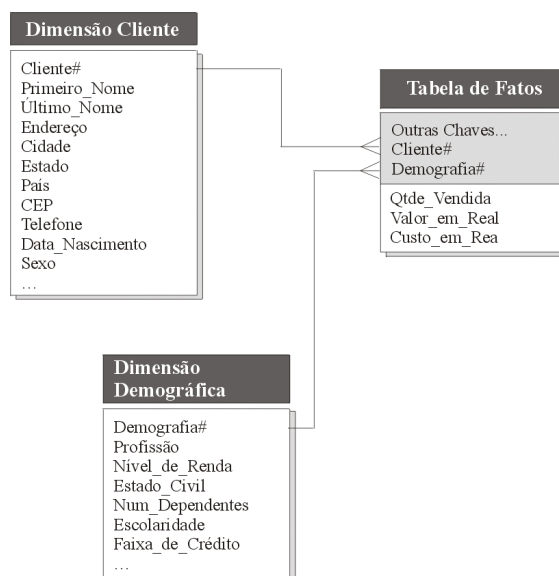 Dimensão Cliente
Cliente#
Primeiro_Nome
Último_Nome
Endereço
Cidade
Estado
País
CEP
Telefone
Data_Nascimento
Sexo
...
Tabela de Fatos
Outras Chaves...
Cliente#
Demografia#
Qtde_Vendida
Valor_em_Real
Custo_em_Rea
Dimensão
Demográfica
Demografia#
Profissão
Nível_de_Renda
Estado_Civil
Num_Dependentes
Escolaridade
Faixa_de_Crédito
...